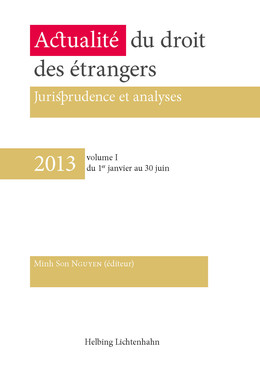 Actualité du droit
des étrangers
Jurisprudence et analyses
2013 volume I
du 1er janvier au 30 juin
Minh Son NGUYEN (éditeur)
Helbing Lichtenhahn